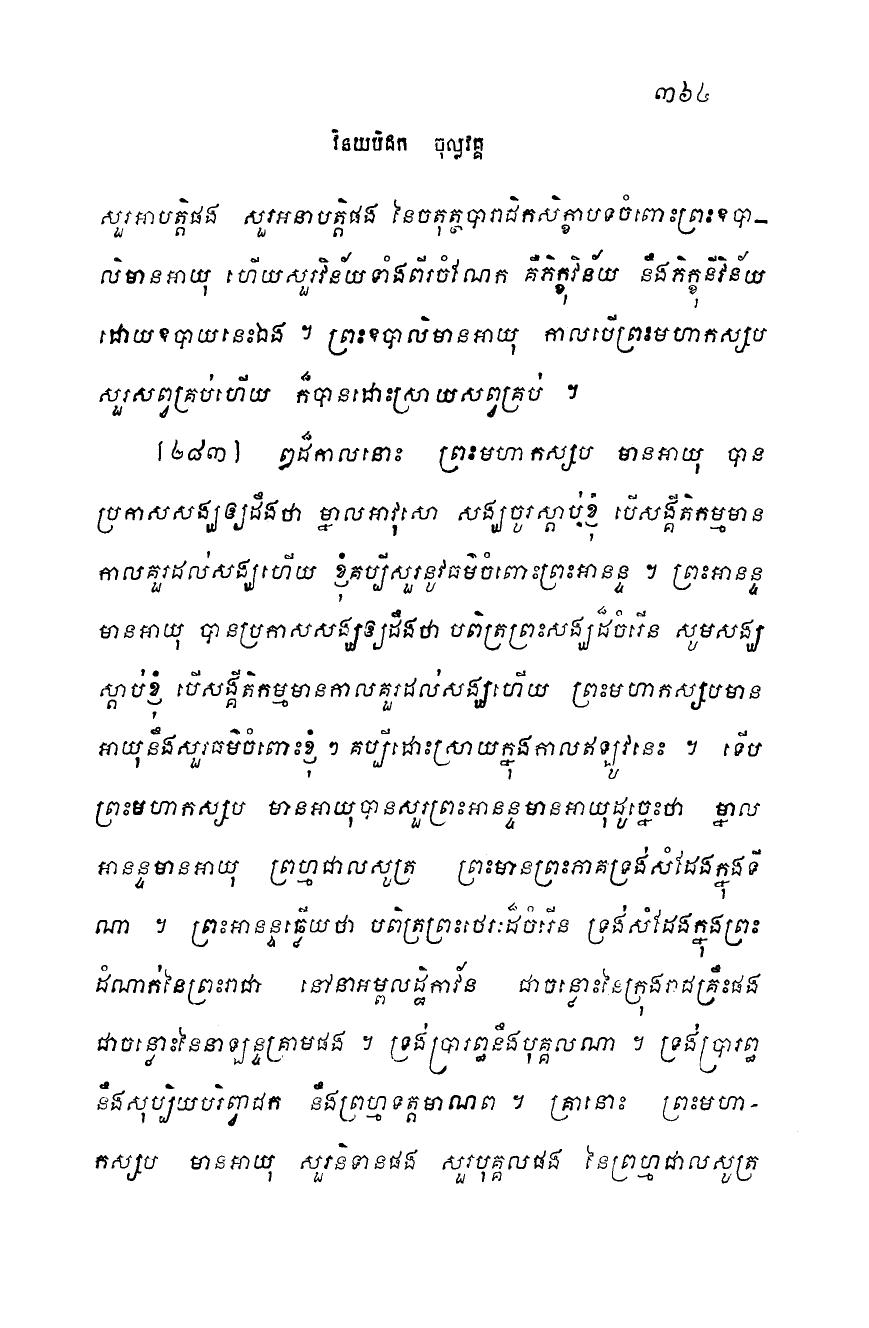 ៣៦៤
វិនយបិដក ចុល្លវគ្គ
សួរអាបត្តិផង សួរអនាបត្តិផង នៃចតុត្ថបារាជិកសិក្ខាបទចំពោះព្រះឧបា-
លិមានអាយុ ហើយសួរវិន័យទាំងពីរចំណែក គឺភិក្ខុវិន័យ នឹងភិក្ខុនីវិន័យ
ដោយឧបាយនេះឯង ។ ព្រះឧបាលិមានអាយុ កាលបើព្រះមហាកស្សប
សួរសព្វគ្រប់ហើយ ក៏បានដោះស្រាយសព្វគ្រប់ ។
[២៨៣] ឰដ៏កាលនោះ ព្រះមហាកស្សប មានអាយុ បាន
ប្រកាសសង្ឃឲ្យដឹងថា ម្នាលអាវុសោ សង្ឃចូរស្តាប់ខ្ញុំ បើសង្គីតិកម្មមាន
កាលគួរដល់សង្ឃហើយ ខ្ញុំគប្បីសួរនូវធម៌ចំពោះព្រះអានន្ទ ។ ព្រះអានន្ទ
មានអាយុ បានប្រកាសសង្ឃឲ្យដឹងថា បពិត្រព្រះសង្ឃដ៏ចំរើន សូមសង្ឃ
ស្តាប់ខ្ញុំ បើសង្គីតិកម្មមានកាលគួរដល់សង្ឃហើយ ព្រះមហាកស្សបមាន
អាយុនឹងសួរធម៌ចំពោះខ្ញុំ ៗ គប្បីដោះស្រាយក្នុងកាលឥឡូវនេះ ។ ទើប
ព្រះមហាកស្សប មានអាយុបានសួរព្រះអានន្ទមានអាយុដូច្នេះថា ម្នាល
អានន្ទមានអាយុ ព្រហ្មជាលសូត្រ ព្រះមានព្រះភាគទ្រង់សំដែងក្នុងទី
ណា ។ ព្រះអានន្ទឆ្លើយថា បពិត្រព្រះថេរៈដ៏ចំរើន ទ្រង់សំដែងក្នុងព្រះ
ដំណាក់នៃព្រះរាជា នៅនាអម្ពលដ្ឋិកាវ័ន ជាចន្លោះនៃក្រុងរាជគ្រឹះផង
ជាចន្លោះនៃនាឡន្ទគ្រាមផង ។ ទ្រង់ប្រារព្ធនឹងបុគ្គលណា ។ ទ្រង់ប្រារព្ធ
នឹងសុប្បិយបរិព្វាជក នឹងព្រហ្មទត្តមាណព ។ គ្រានោះ ព្រះមហា-
កស្សប មានអាយុ សួរនិទានផង សួរបុគ្គលផង នៃព្រហ្មជាលសូត្រ